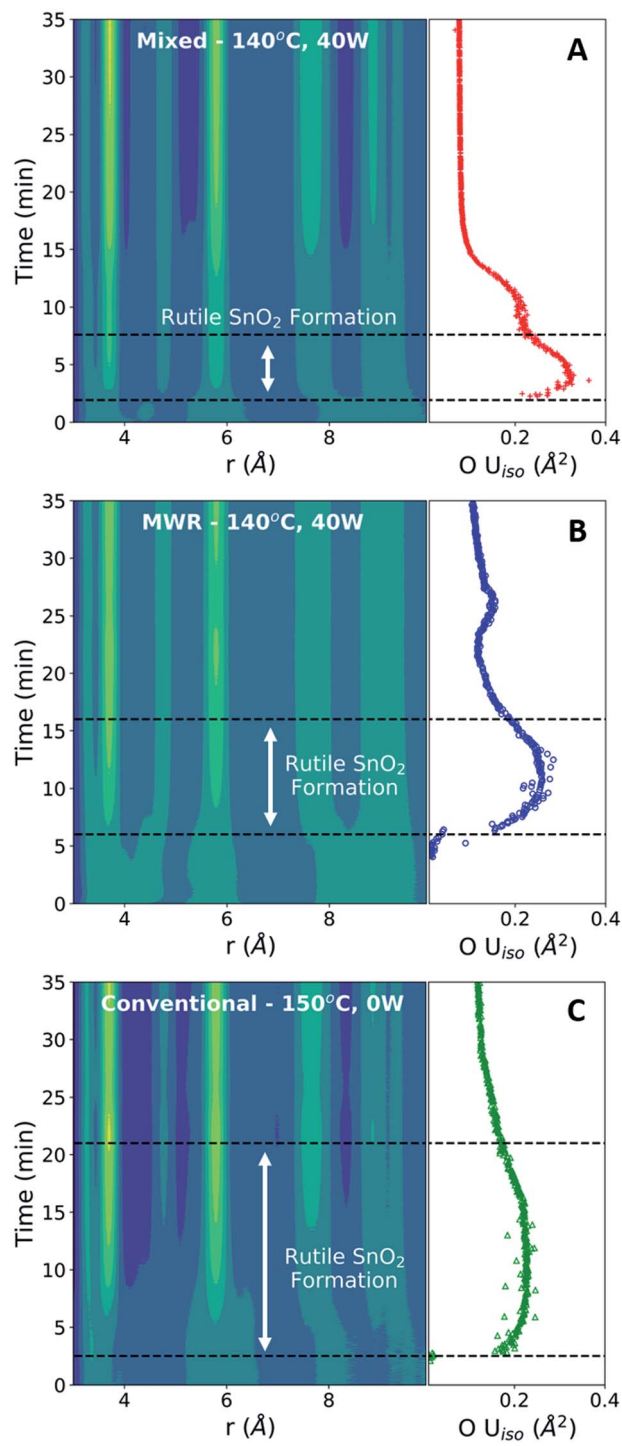 Mixed - 140°C, 40W
A
35
30
25
20
15
10
5
0
Time (min)
Rutile SnO₂ Formation
4
6
8
r (Å)
0.2
0.4
O Uiso (Å²)
MWR - 140°C, 40W
B
35
30
25
20
15
10
5
0
Time (min)
Rutile SnO₂
Formation
4
6
8
r (Å)
0.2
0.4
O Uiso (Å²)
Conventional - 150°C, 0W
C
35
30
25
20
15
10
5
0
Time (min)
Rutile SnO₂
Formation
4
6
8
r (Å)
0.2
0.4
O Uiso (Å²)